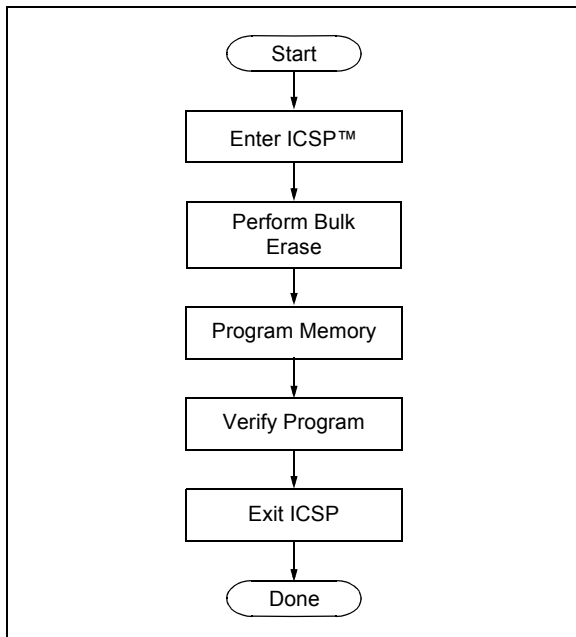 Start
Enter ICSP™
Perform Bulk
Erase
Program Memory
Verify Program
Exit ICSP
Done